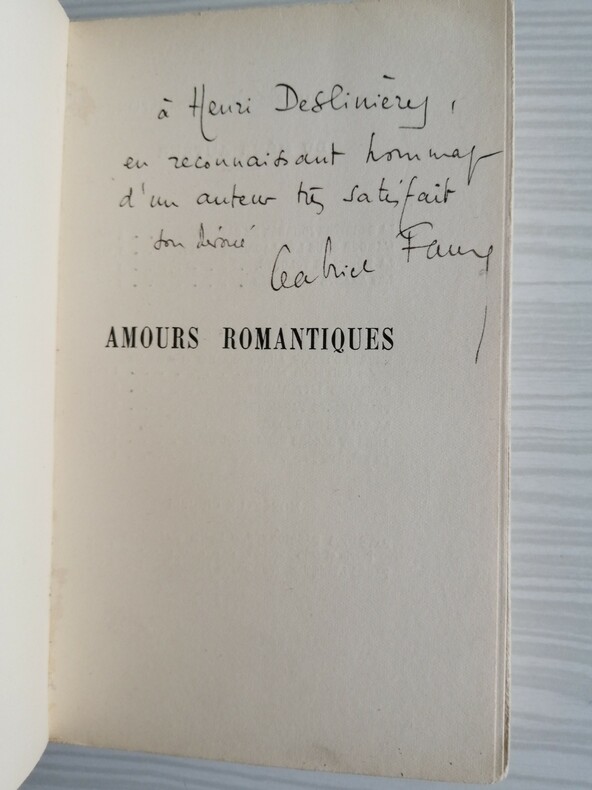 à Henri Deslinières,
en reconnaissant hommage
d'un auteur très satisfait
son dévoué
Gabriel Faure
AMOURS ROMANTIQUES